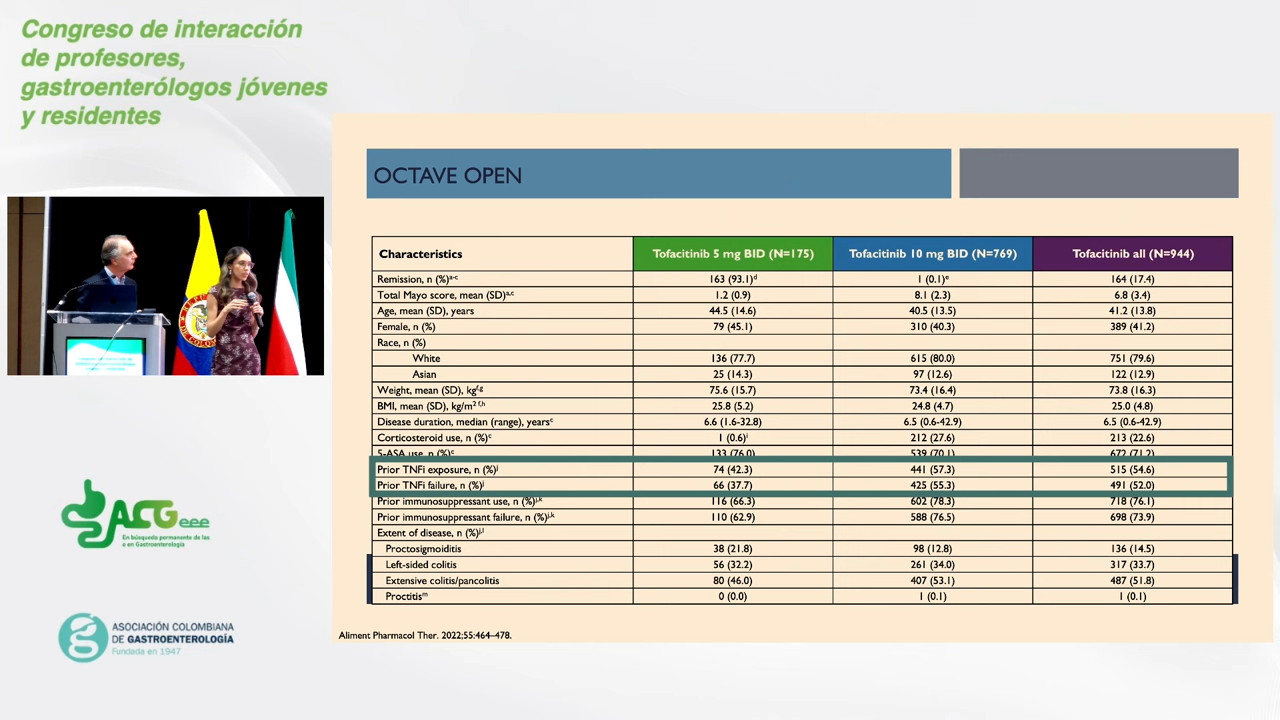 Congreso de interacción
de profesores,
gastroenterólogos jóvenes
y residentes
OCTAVE OPEN
Characteristics Tofacitinib 5 mg BID (N=175) Tofacitinib 10 mg BID (N=769) Tofacitinib all (N=944)
Remission, n (%)a-c 163 (93.1)d 1 (0.1)e 164 (17.4)
Total Mayo score, mean (SD)a,c 1.2 (0.9) 8.1 (2.3) 6.8 (3.4)
Age, mean (SD), years 44.5 (14.6) 40.5 (13.5) 41.2 (13.8)
Female, n (%) 79 (45.1) 310 (40.3) 389 (41.2)
Race, n (%)
White 136 (77.7) 615 (80.0) 751 (79.6)
Asian 25 (14.3) 97 (12.6) 122 (12.9)
Weight, mean (SD), kgf,g 75.6 (15.7) 73.4 (16.4) 73.8 (16.3)
BMI, mean (SD), kg/m2 f,h 25.8 (5.2) 24.8 (4.7) 25.0 (4.8)
Disease duration, median (range), yearsc 6.6 (1.6-32.8) 6.5 (0.6-42.9) 6.5 (0.6-42.9)
Corticosteroid use, n (%)c 1 (0.6)i 212 (27.6) 213 (22.6)
5-ASA use, n (%)c 133 (76.0) 539 (70.1) 672 (71.2)
Prior TNFi exposure, n (%)j 74 (42.3) 441 (57.3) 515 (54.6)
Prior TNFi failure, n (%)j 66 (37.7) 425 (55.3) 491 (52.0)
Prior immunosuppressant use, n (%)j,k 116 (66.3) 602 (78.3) 718 (76.1)
Prior immunosuppressant failure, n (%)j,k 110 (62.9) 588 (76.5) 698 (73.9)
Extent of disease, n (%)j,l
Proctosigmoiditis 38 (21.8) 98 (12.8) 136 (14.5)
Left-sided colitis 56 (32.2) 261 (34.0) 317 (33.7)
Extensive colitis/pancolitis 80 (46.0) 407 (53.1) 487 (51.8)
Proctitism 0 (0.0) 1 (0.1) 1 (0.1)
Aliment Pharmacol Ther. 2022;55:464–478.
ACGeee
En búsqueda permanente de las
e en Gastroenterología
ASOCIACIÓN COLOMBIANA
DE GASTROENTEROLOGÍA
Fundada en 1947